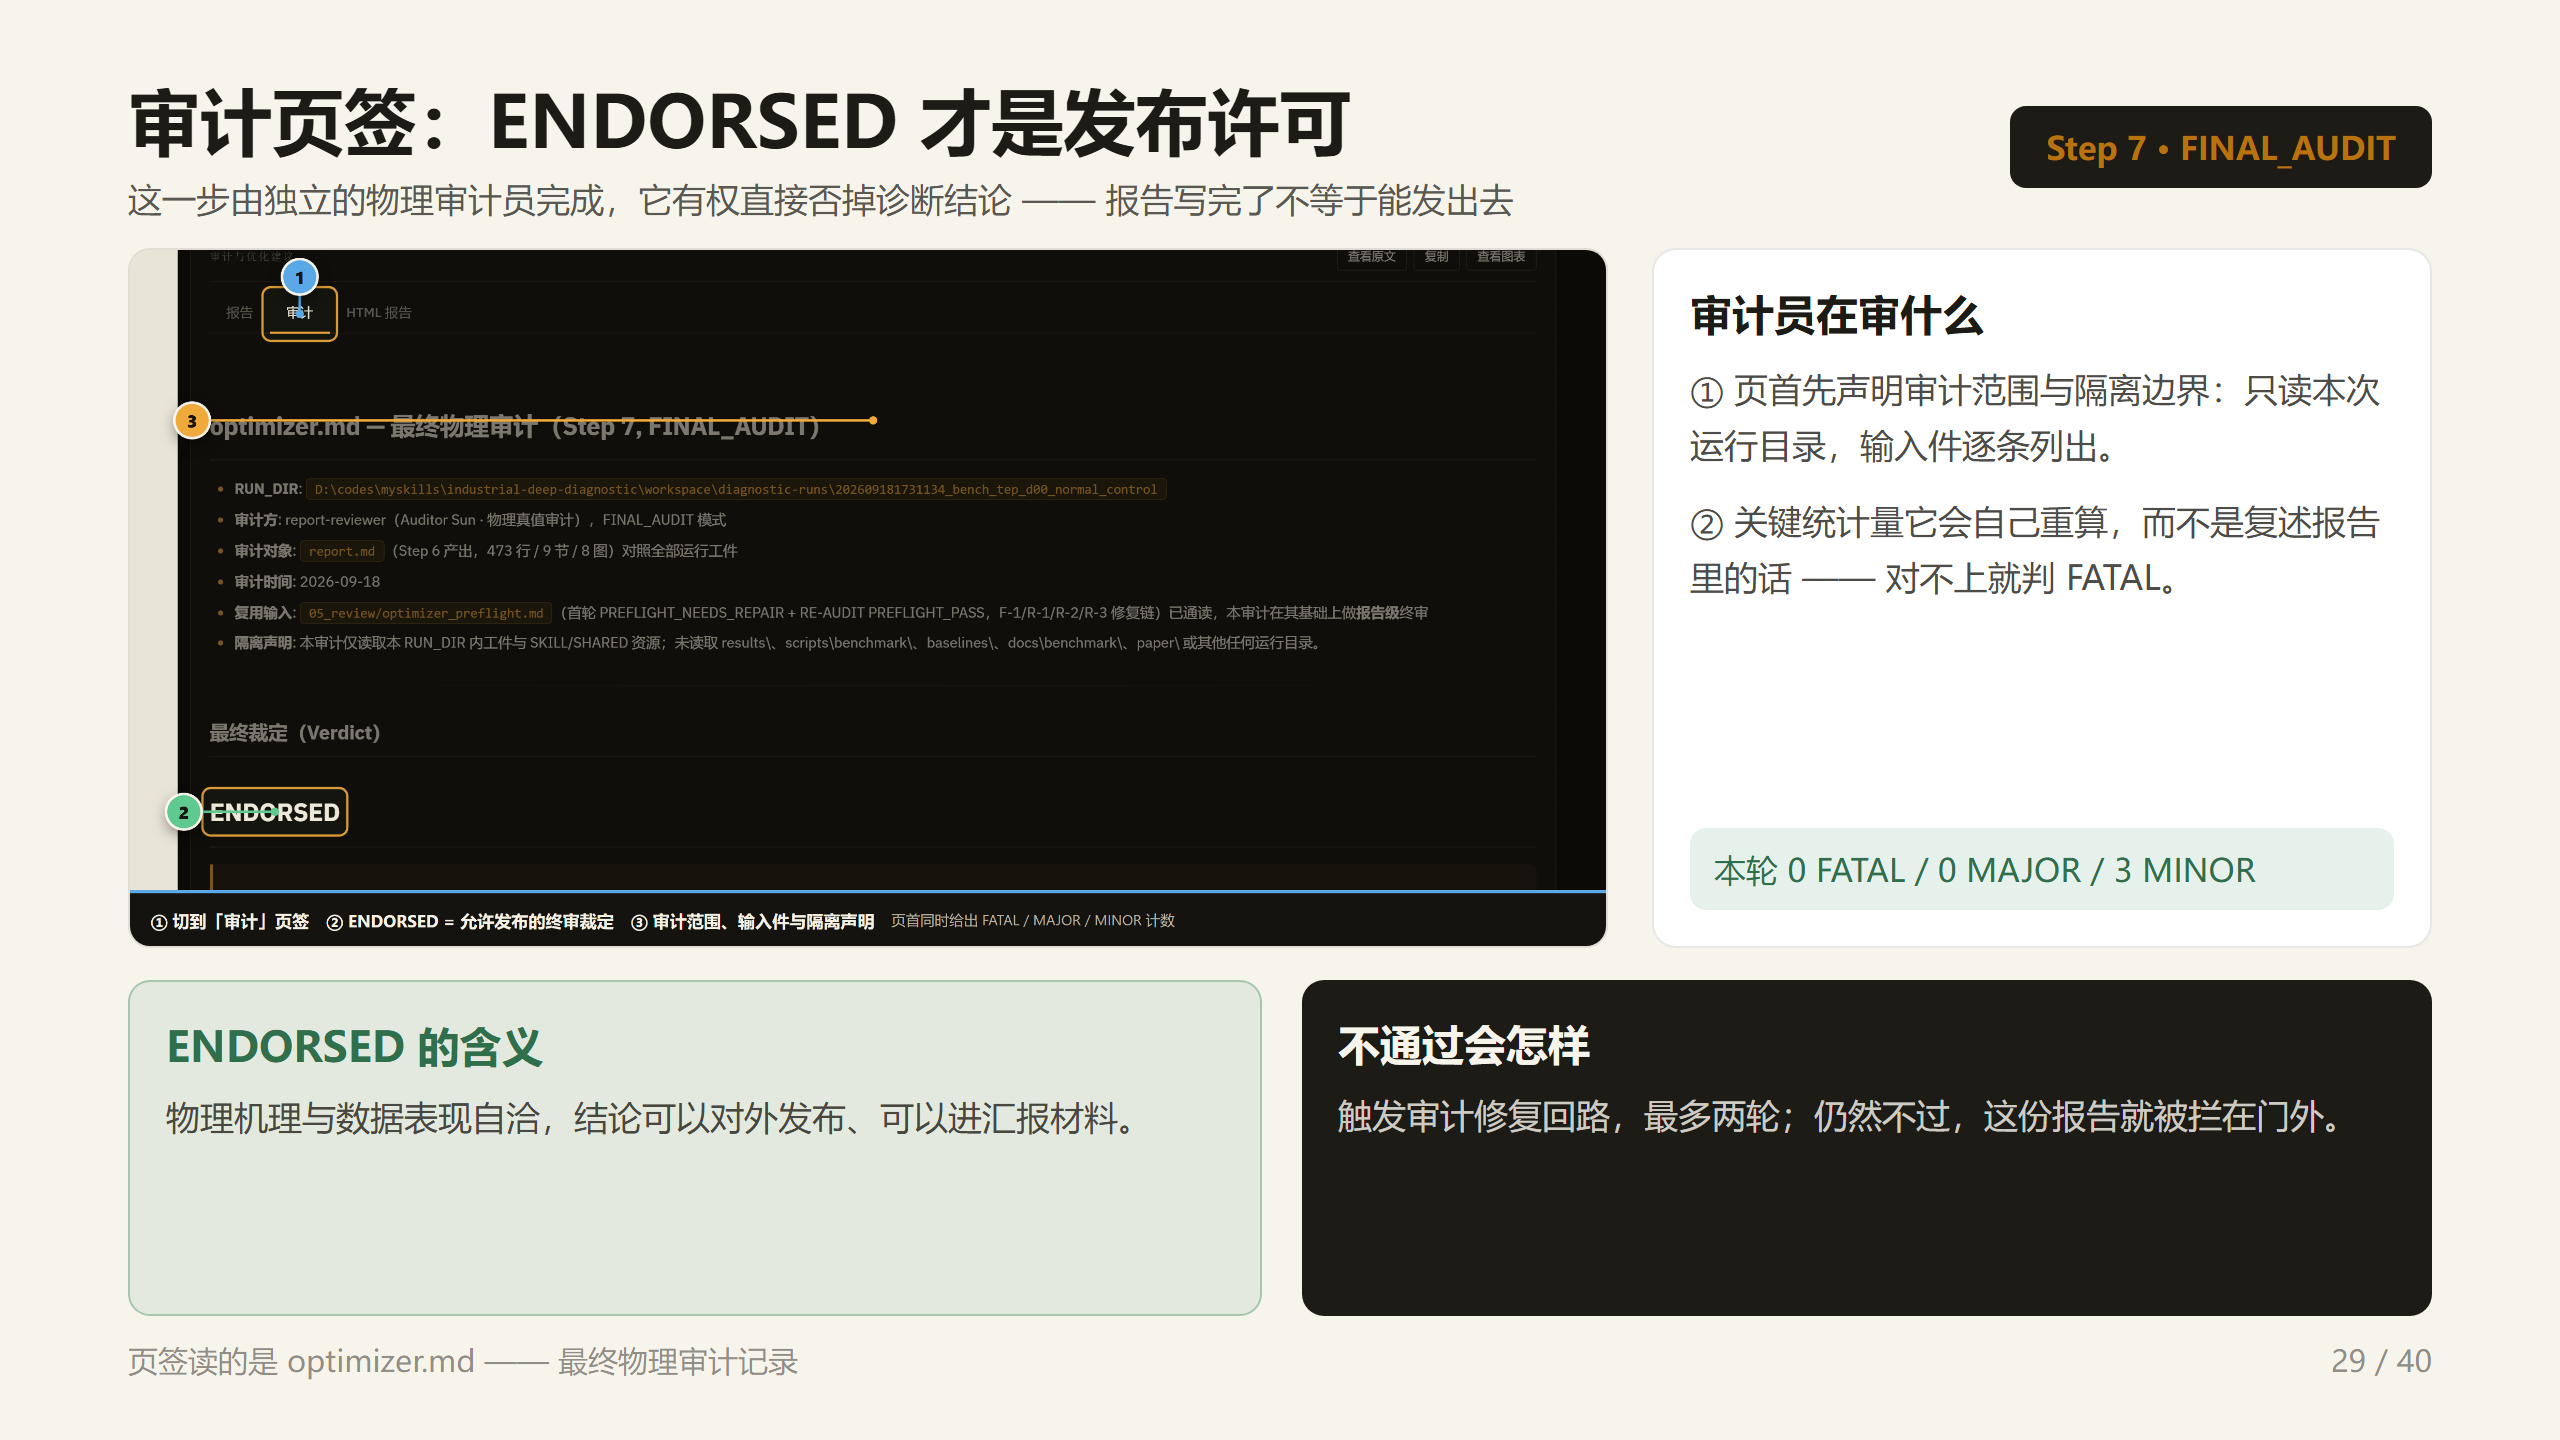 审计页签：ENDORSED 才是发布许可
Step 7 • FINAL_AUDIT
这一步由独立的物理审计员完成，它有权直接否掉诊断结论 —— 报告写完了不等于能发出去
审计与优化建议
查看原文 复制 查看图表
1
报告 审计 HTML 报告
3
optimizer.md — 最终物理审计（Step 7, FINAL_AUDIT）
• RUN_DIR: D:\codes\myskills\industrial-deep-diagnostic\workspace\diagnostic-runs\202609181731134_bench_tep_d00_normal_control
• 审计方: report-reviewer（Auditor Sun · 物理真值审计），FINAL_AUDIT 模式
• 审计对象: report.md （Step 6 产出，473 行 / 9 节 / 8 图）对照全部运行工件
• 审计时间: 2026-09-18
• 复用输入: 05_review/optimizer_preflight.md （首轮 PREFLIGHT_NEEDS_REPAIR + RE-AUDIT PREFLIGHT_PASS，F-1/R-1/R-2/R-3 修复链）已通读，本审计在其基础上做报告级终审
• 隔离声明: 本审计仅读取本 RUN_DIR 内工件与 SKILL/SHARED 资源；未读取 results\、scripts\benchmark\、baselines\、docs\benchmark\、paper\ 或其他任何运行目录。
最终裁定（Verdict）
2
ENDORSED
① 切到「审计」页签 ② ENDORSED = 允许发布的终审裁定 ③ 审计范围、输入件与隔离声明 页首同时给出 FATAL / MAJOR / MINOR 计数
审计员在审什么
① 页首先声明审计范围与隔离边界：只读本次
运行目录，输入件逐条列出。
② 关键统计量它会自己重算，而不是复述报告
里的话 —— 对不上就判 FATAL。
本轮 0 FATAL / 0 MAJOR / 3 MINOR
ENDORSED 的含义
物理机理与数据表现自洽，结论可以对外发布、可以进汇报材料。
不通过会怎样
触发审计修复回路，最多两轮；仍然不过，这份报告就被拦在门外。
页签读的是 optimizer.md —— 最终物理审计记录
29 / 40